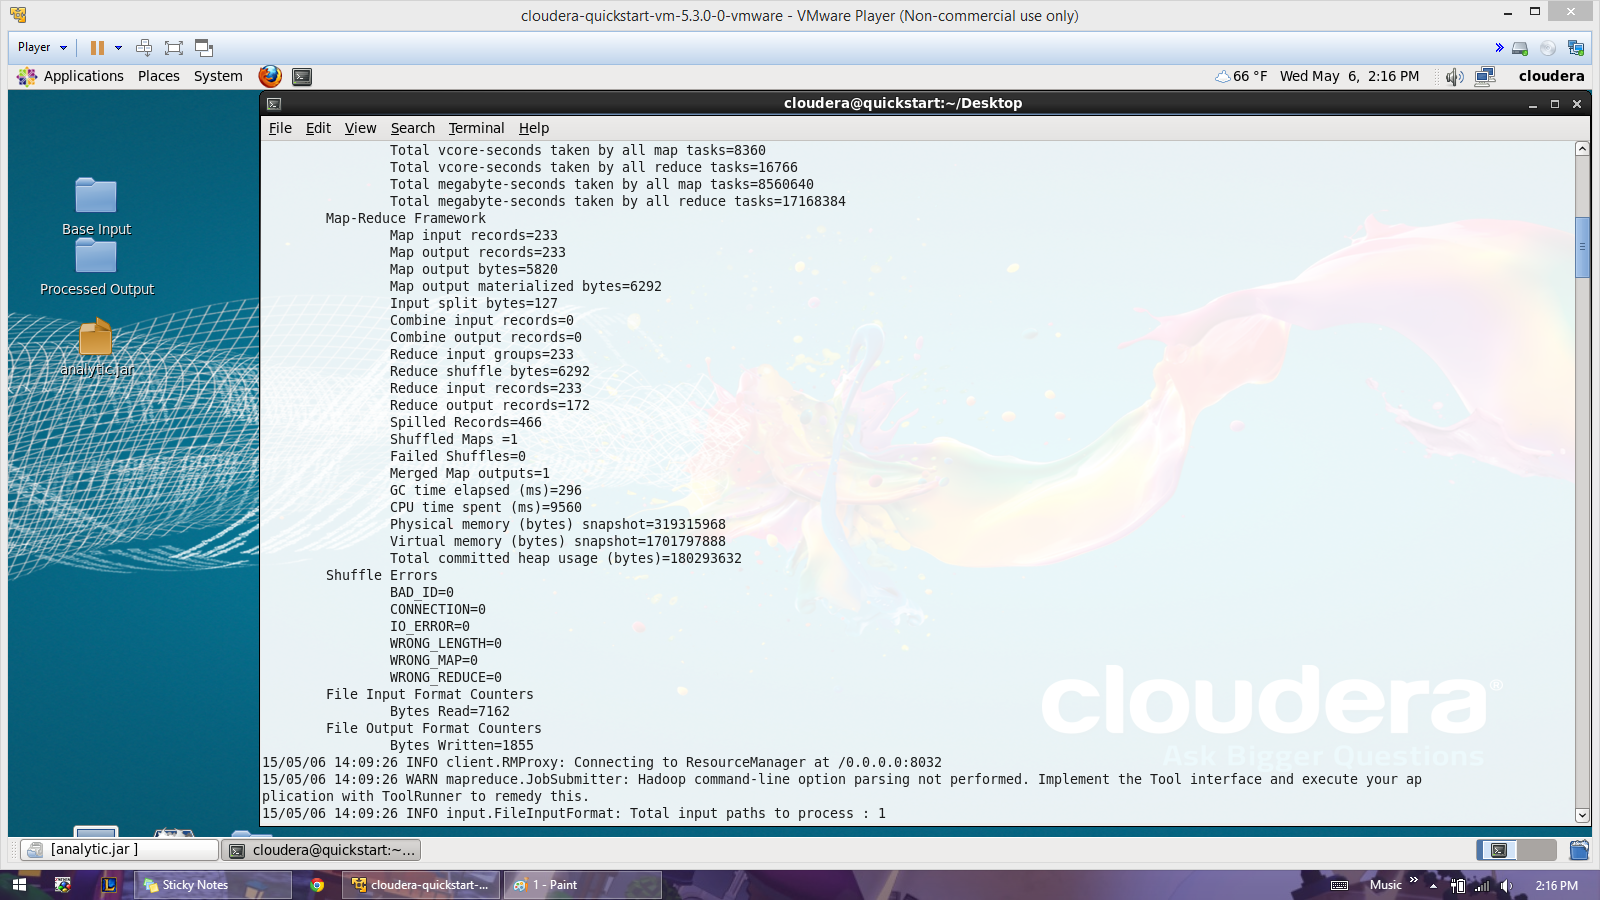 cloudera-quickstart-vm-5.3.0-0-vmware - VMware Player (Non-commercial use only)
Player
Applications Places System 66 °F Wed May 6, 2:16 PM cloudera
cloudera@quickstart:~/Desktop
File Edit View Search Terminal Help
Total vcore-seconds taken by all map tasks=8360
Total vcore-seconds taken by all reduce tasks=16766
Total megabyte-seconds taken by all map tasks=8560640
Total megabyte-seconds taken by all reduce tasks=17168384
Map-Reduce Framework
Map input records=233
Map output records=233
Map output bytes=5820
Map output materialized bytes=6292
Input split bytes=127
Combine input records=0
Combine output records=0
Reduce input groups=233
Reduce shuffle bytes=6292
Reduce input records=233
Reduce output records=172
Spilled Records=466
Shuffled Maps =1
Failed Shuffles=0
Merged Map outputs=1
GC time elapsed (ms)=296
CPU time spent (ms)=9560
Physical memory (bytes) snapshot=319315968
Virtual memory (bytes) snapshot=1701797888
Total committed heap usage (bytes)=180293632
Shuffle Errors
BAD_ID=0
CONNECTION=0
IO_ERROR=0
WRONG_LENGTH=0
WRONG_MAP=0
WRONG_REDUCE=0
File Input Format Counters
Bytes Read=7162
File Output Format Counters
Bytes Written=1855
15/05/06 14:09:26 INFO client.RMProxy: Connecting to ResourceManager at /0.0.0.0:8032
15/05/06 14:09:26 WARN mapreduce.JobSubmitter: Hadoop command-line option parsing not performed. Implement the Tool interface and execute your ap
plication with ToolRunner to remedy this.
15/05/06 14:09:26 INFO input.FileInputFormat: Total input paths to process : 1
Base Input
Processed Output
analytic.jar
cloudera®
Ask Bigger Questions
[analytic.jar ] cloudera@quickstart:~...
Sticky Notes cloudera-quickstart-... 1 - Paint Music 2:16 PM